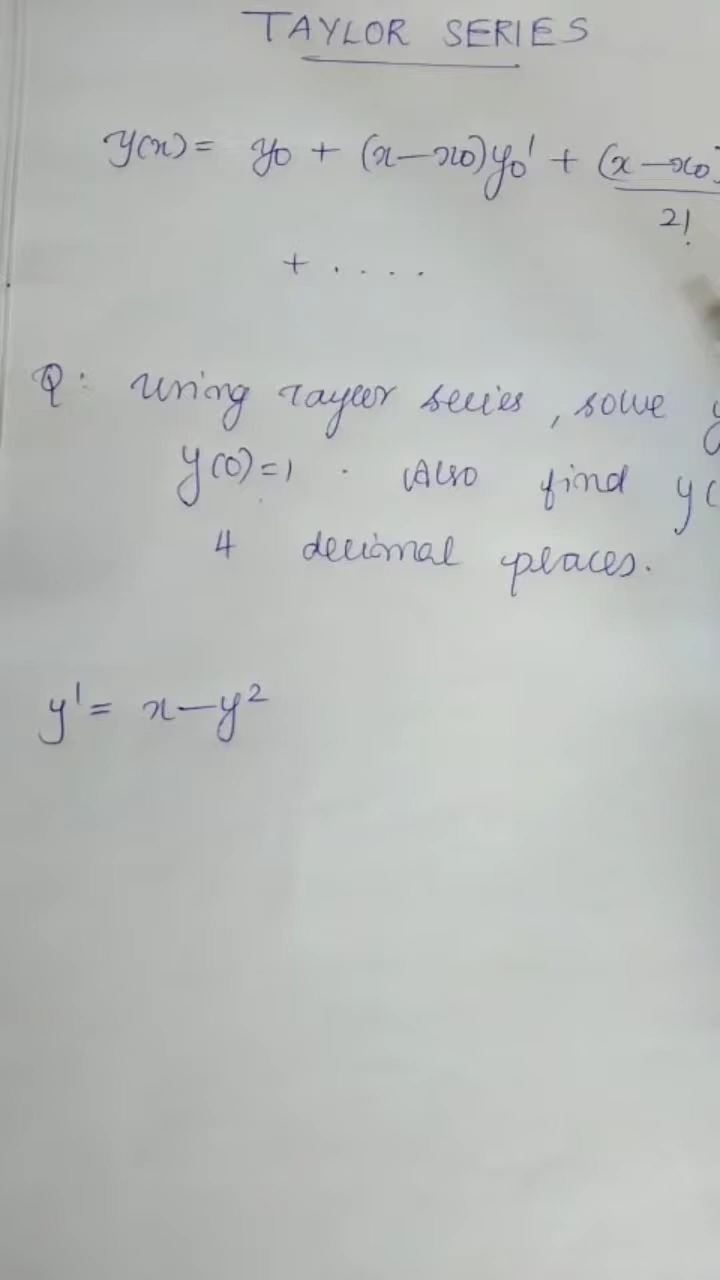 TAYLOR SERIES
y(x) = y0 + (x-x0)y0' + (x-x0)
2!
+ ....
Q: Using Taylor series, solve y
y(0)=1 . Also find y(
4 decimal places.
y' = x-y²